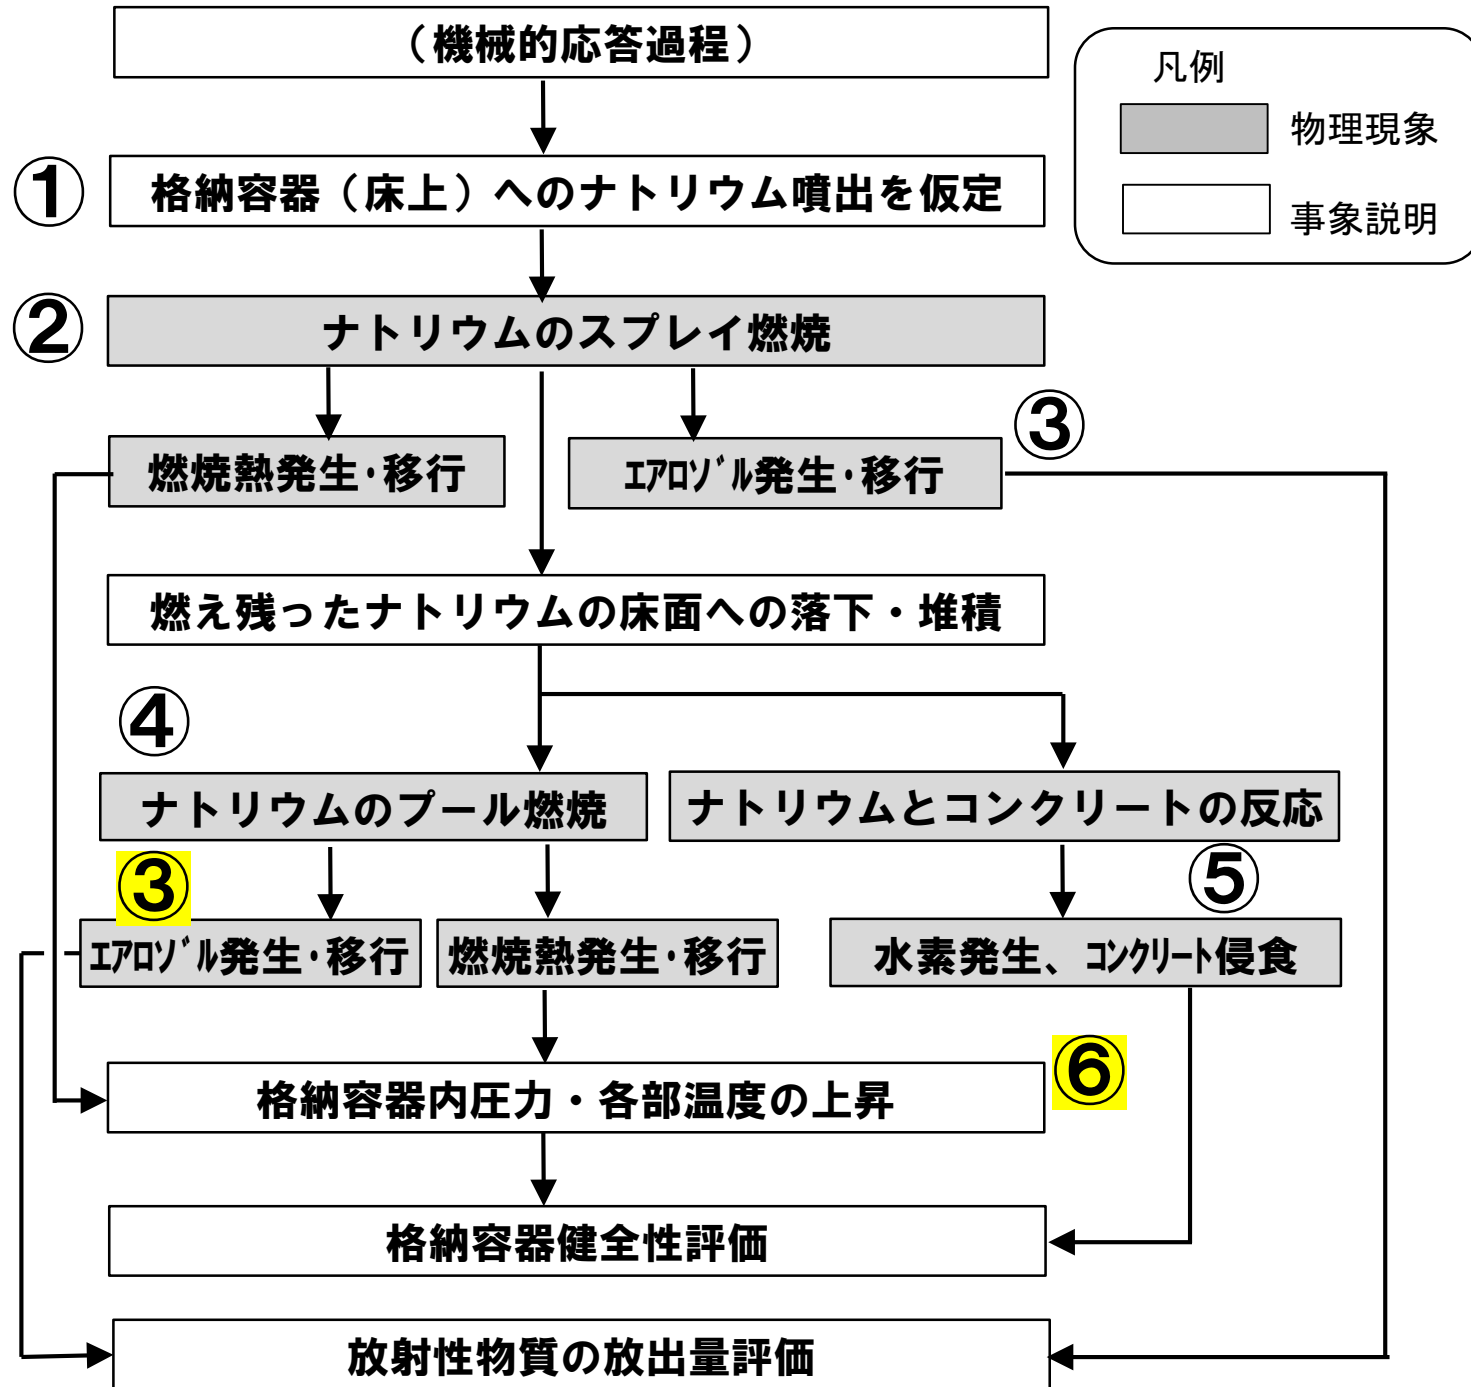 （機械的応答過程）
凡例
物理現象
事象説明
① 格納容器（床上）へのナトリウム噴出を仮定
② ナトリウムのスプレイ燃焼
③
燃焼熱発生･移行
ｴｱﾛｿﾞﾙ発生･移行
燃え残ったナトリウムの床面への落下・堆積
④
ナトリウムのプール燃焼
ナトリウムとコンクリートの反応
③
⑤
ｴｱﾛｿﾞﾙ発生･移行
燃焼熱発生･移行
水素発生、ｺﾝｸﾘｰﾄ侵食
⑥
格納容器内圧力・各部温度の上昇
格納容器健全性評価
放射性物質の放出量評価